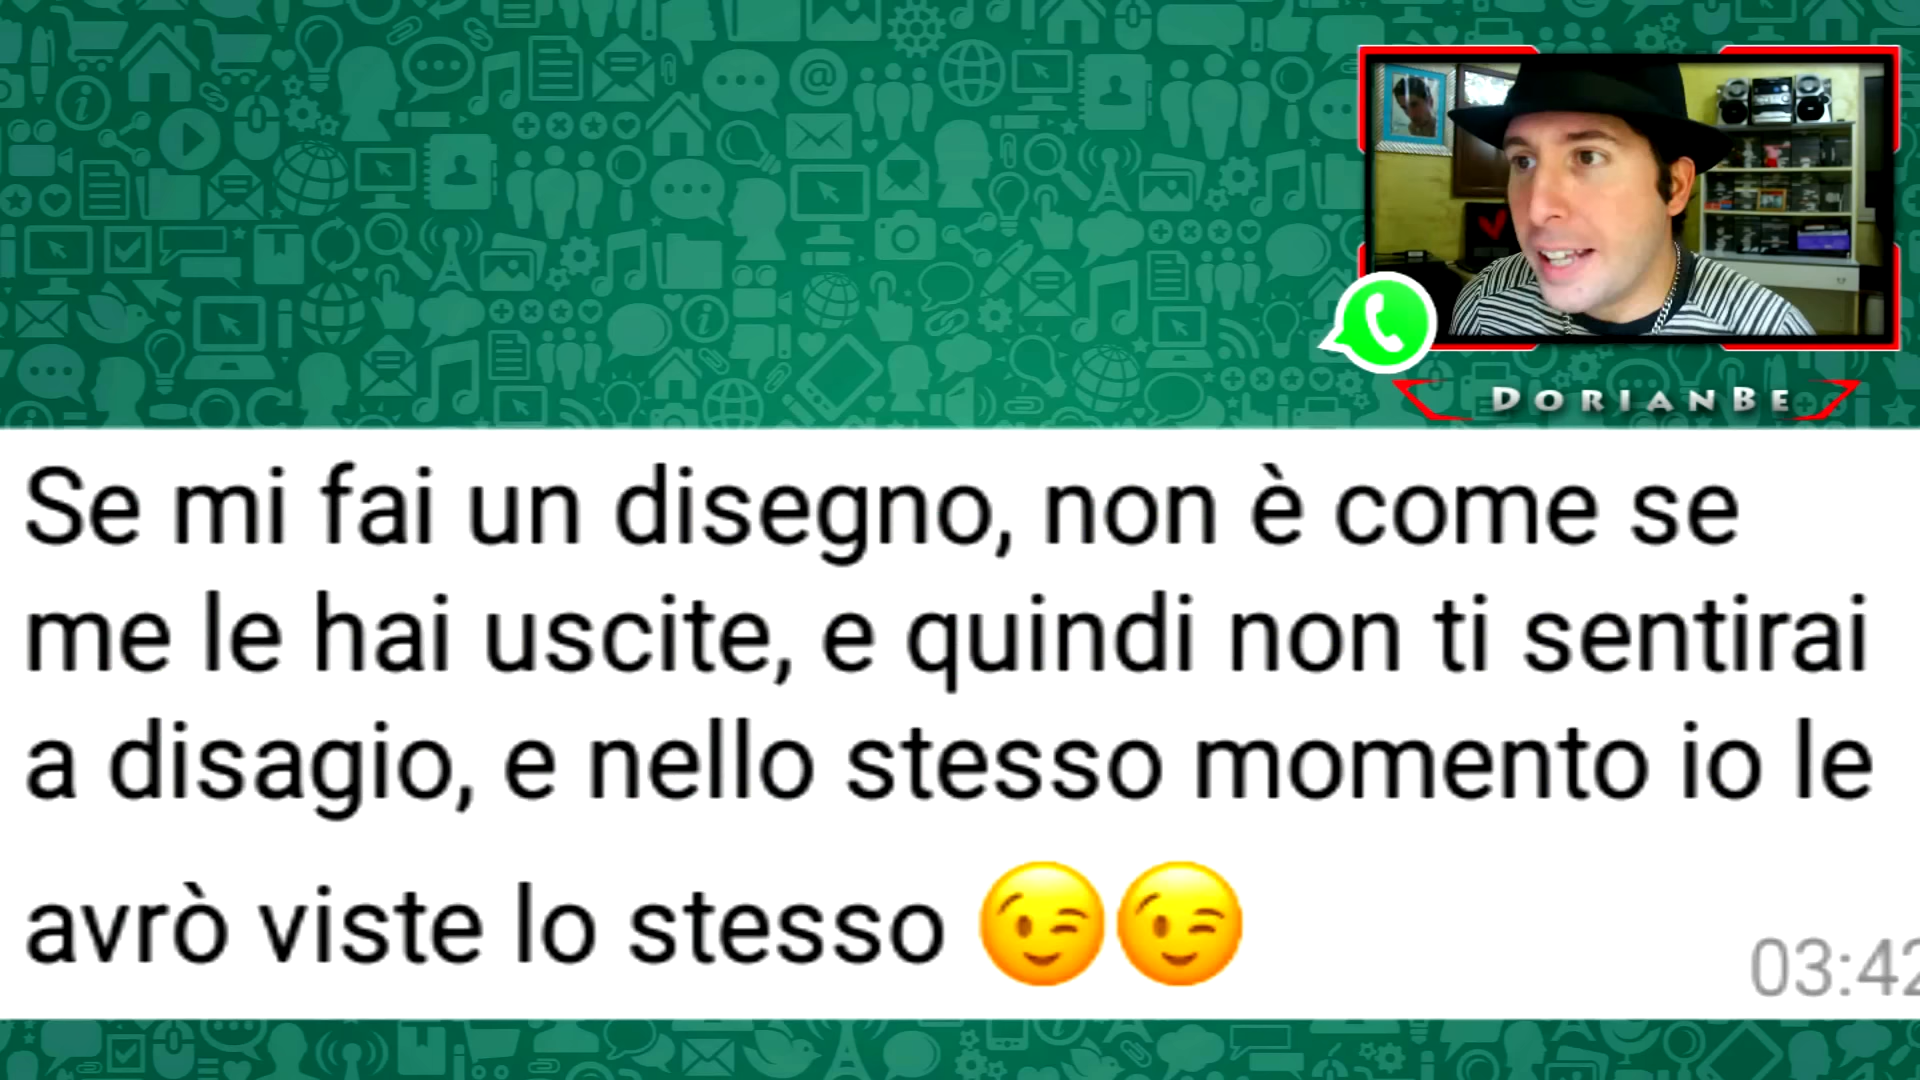 DORIANBE
Se mi fai un disegno, non è come se
me le hai uscite, e quindi non ti sentirai
a disagio, e nello stesso momento io le
avrò viste lo stesso 😉😉
03:42